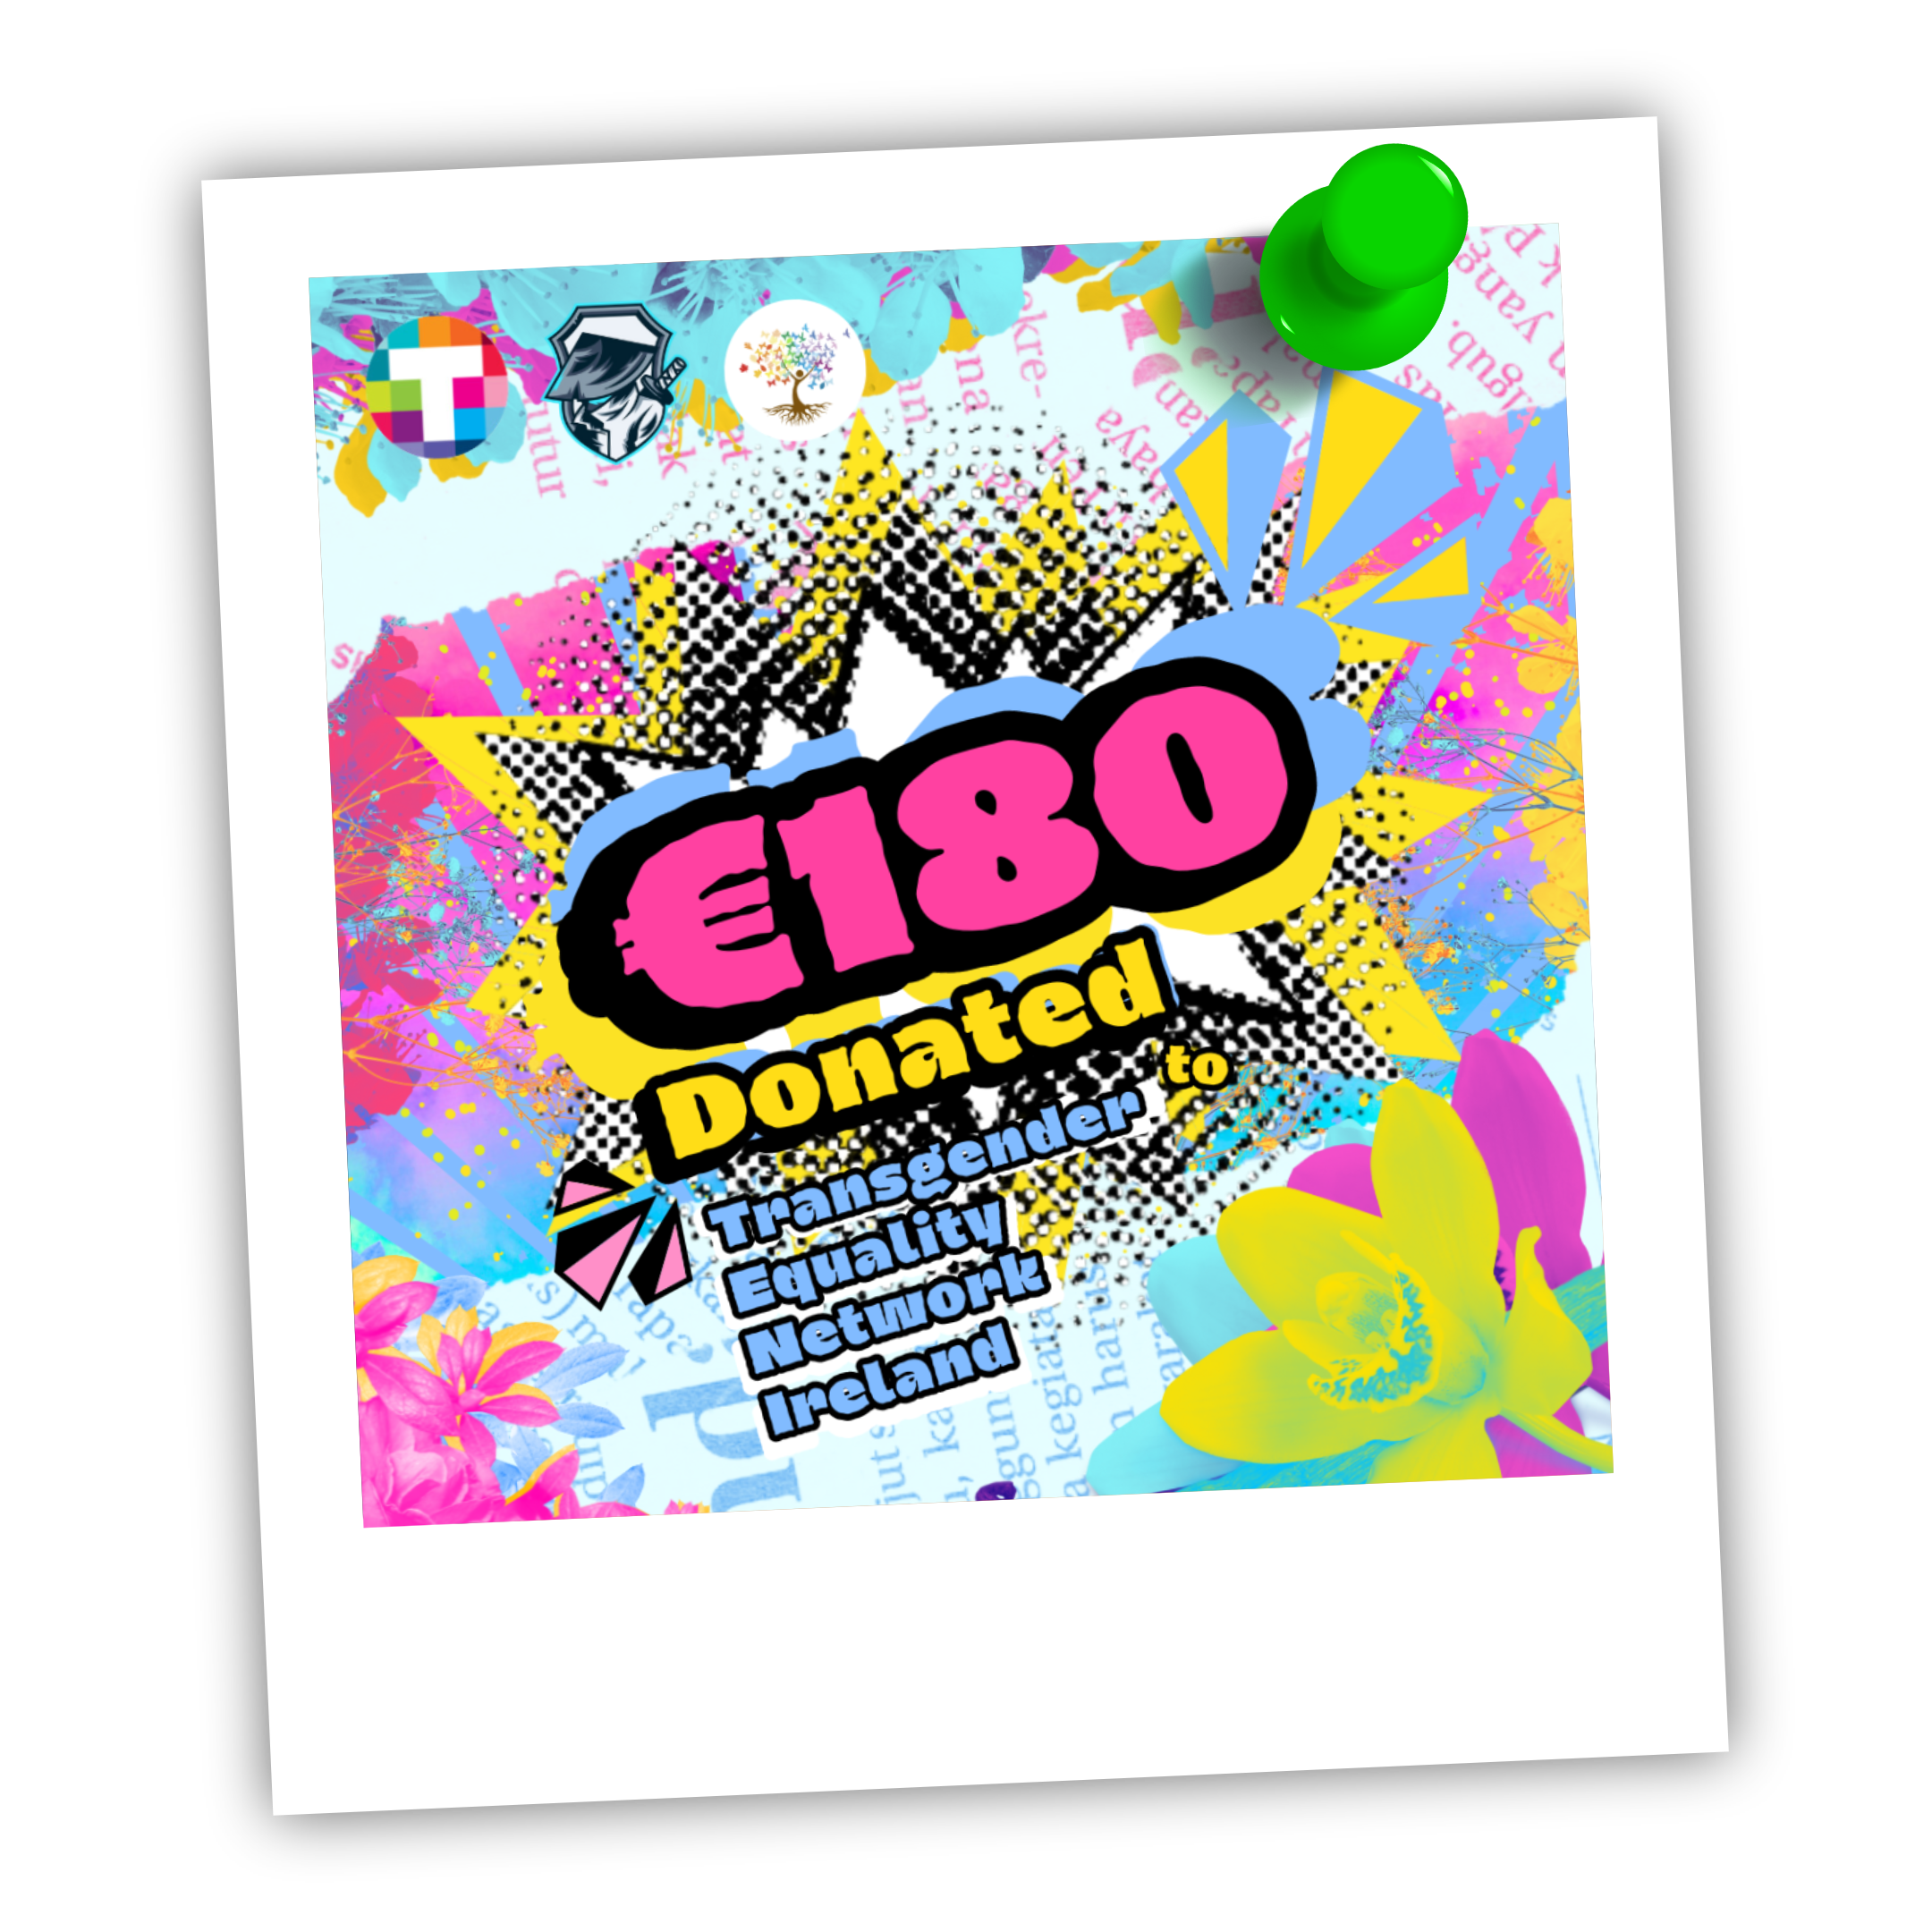 T
€180
Donated
to
Transgender
Equality
Network
Ireland